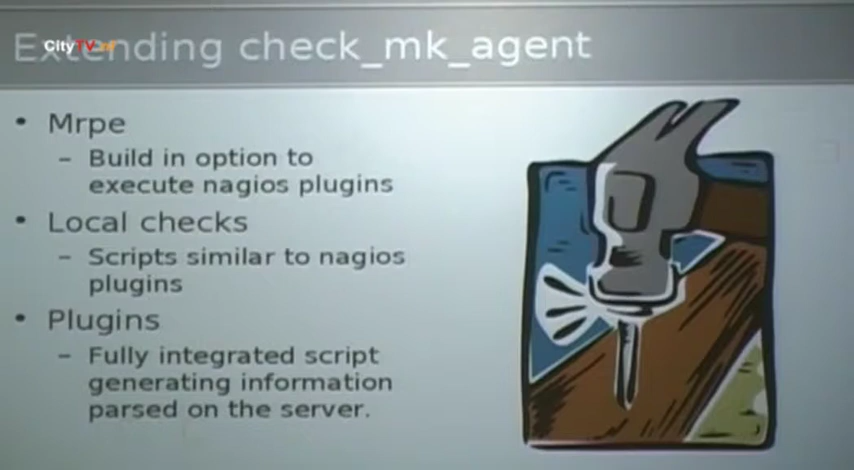 Extending check_mk_agent
CityTV.nl
• Mrpe
– Build in option to
execute nagios plugins
• Local checks
– Scripts similar to nagios
plugins
• Plugins
– Fully integrated script
generating information
parsed on the server.